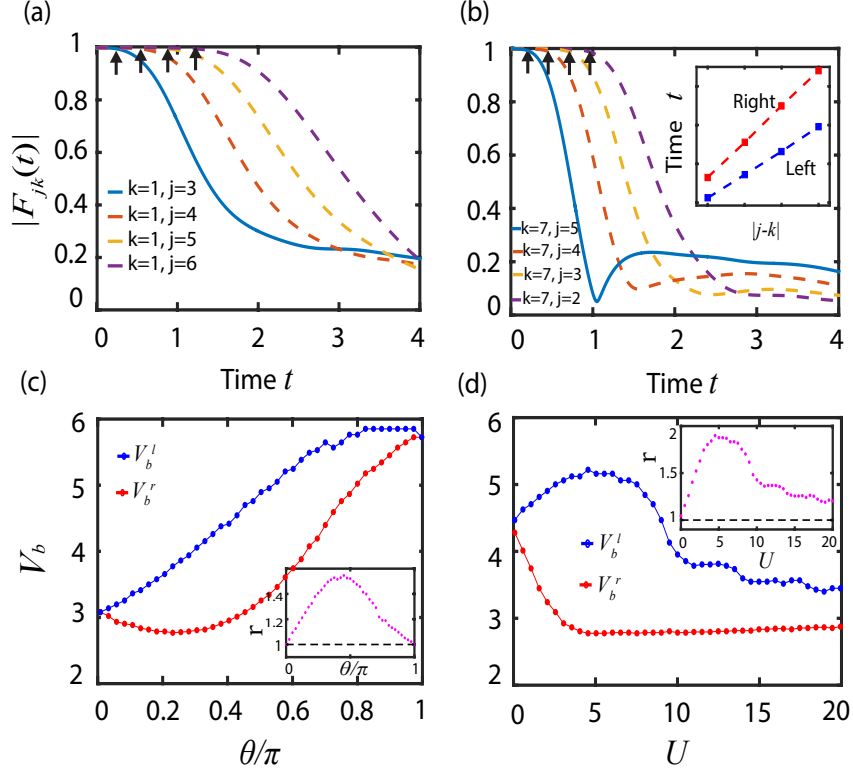 (a)
(b)
1
0.8
0.6
0.4
0.2
0
|F_{jk}(t)|
k=1, j=3
k=1, j=4
k=1, j=5
k=1, j=6
0 1 2 3 4
Time t
1
0.8
0.6
0.4
0.2
0
k=7, j=5
k=7, j=4
k=7, j=3
k=7, j=2
Time t
Right
Left
|j-k|
0 1 2 3 4
Time t
(c)
(d)
6
5
4
3
2
V_b
V_b^l
V_b^r
r
1.4
1.2
1
0 1
θ/π
0 0.2 0.4 0.6 0.8 1
θ/π
6
5
4
3
2
V_b^l
V_b^r
r
2
1.5
1
0 5 10 15 20
U
0 5 10 15 20
U